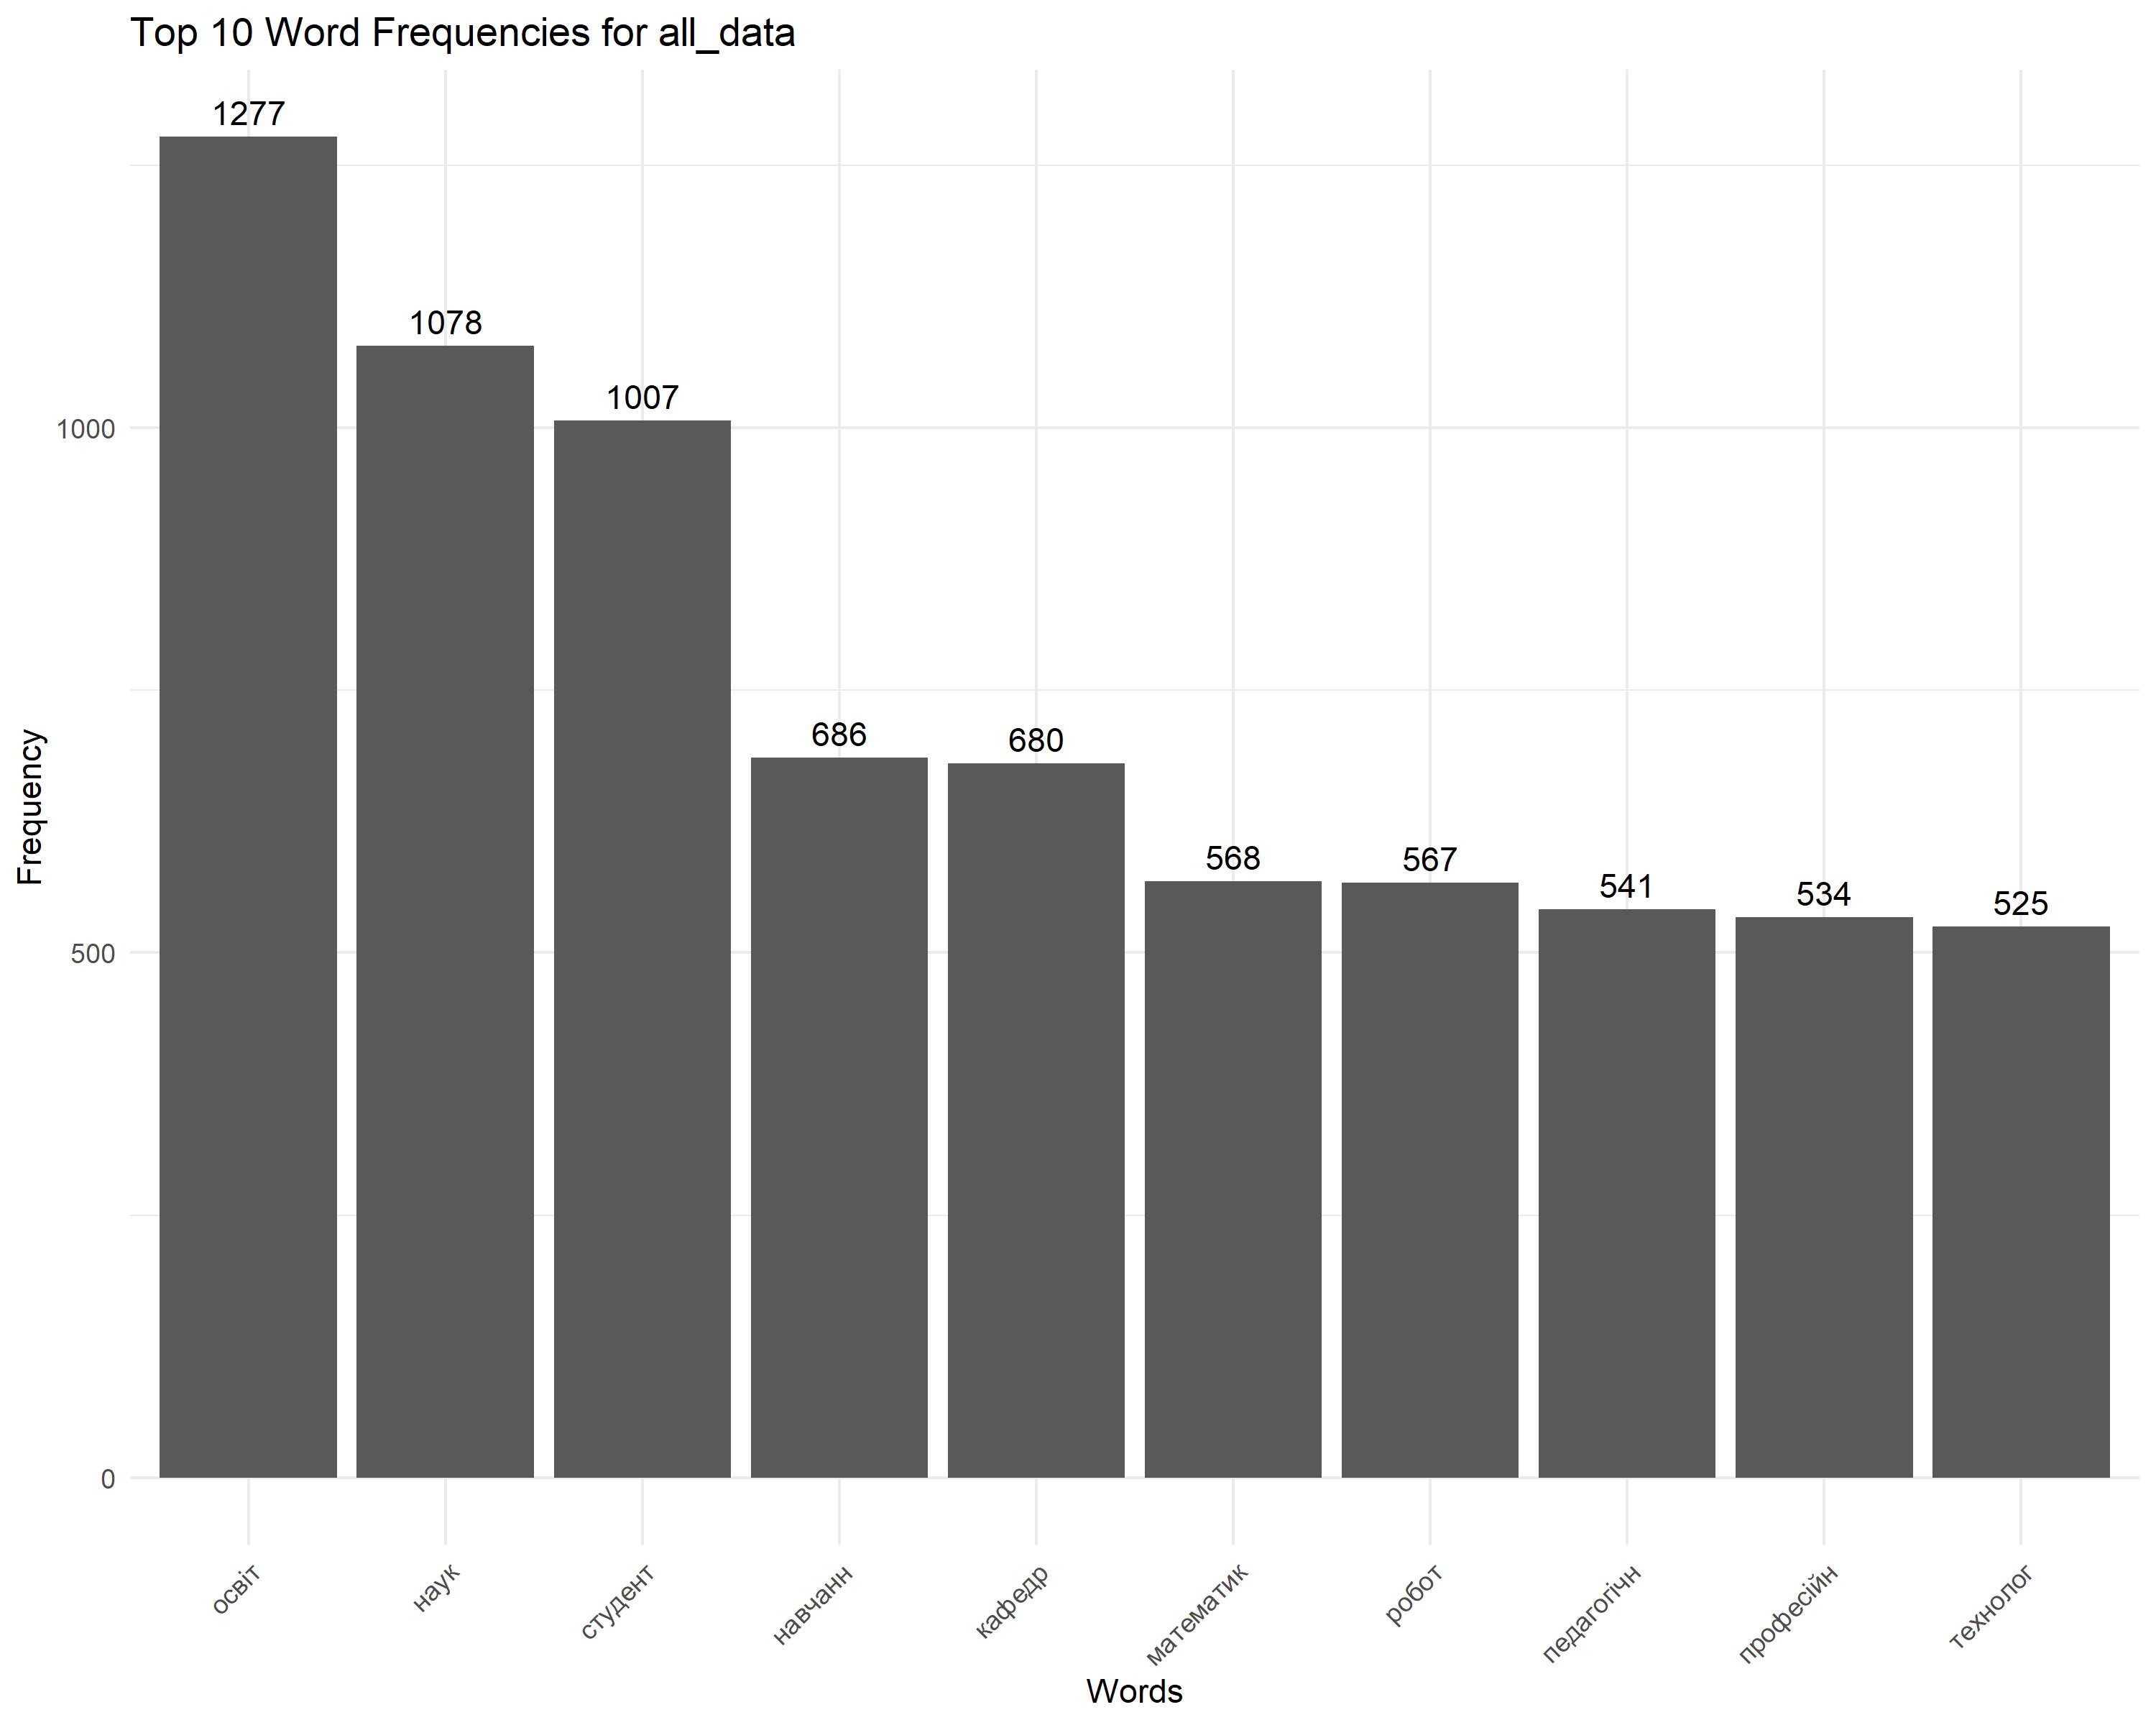 Top 10 Word Frequencies for all_data
1277
1078
1007
686
680
568
567
541
534
525
1000
500
0
Frequency
освіт
наук
студент
навчанн
кафедр
математик
робот
педагогічн
професійн
технолог
Words